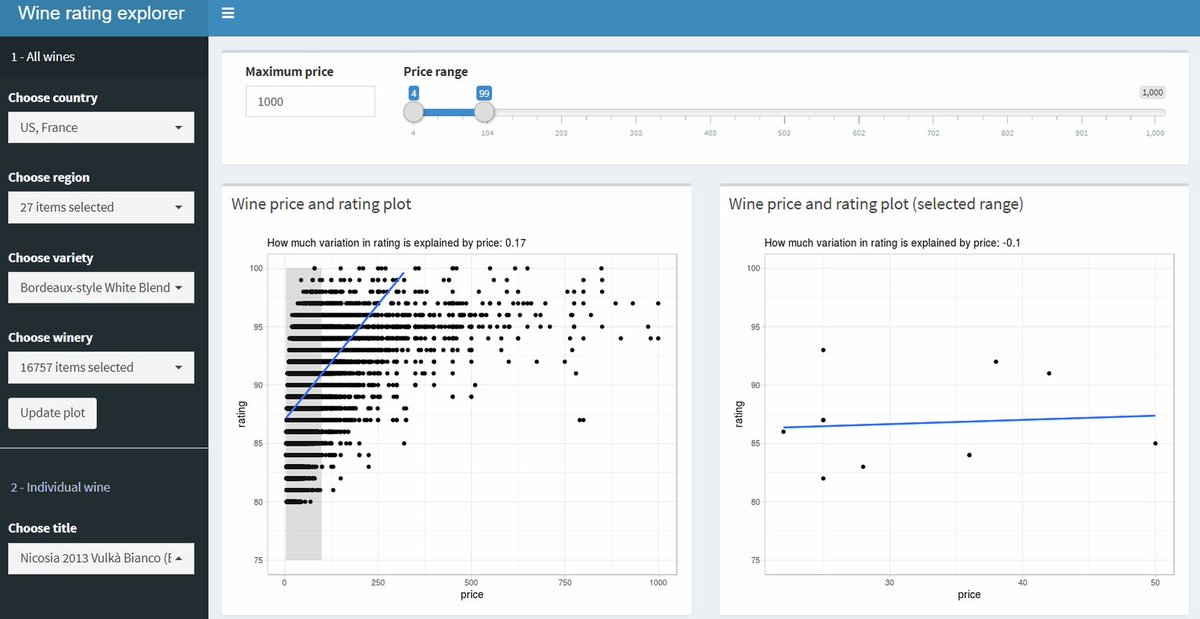 Wine rating explorer
1 - All wines
Choose country
US, France
Choose region
27 items selected
Choose variety
Bordeaux-style White Blend
Choose winery
16757 items selected
Update plot
2 - Individual wine
Choose title
Nicosia 2013 Vulkà Bianco (E
Maximum price
1000
Price range
4 99 1,000
4 104 203 303 403 503 602 702 802 901 1,000
Wine price and rating plot
How much variation in rating is explained by price: 0.17
100
95
90
85
80
75
rating
0 250 500 750 1000
price
Wine price and rating plot (selected range)
How much variation in rating is explained by price: -0.1
100
95
90
85
80
75
rating
30 40 50
price